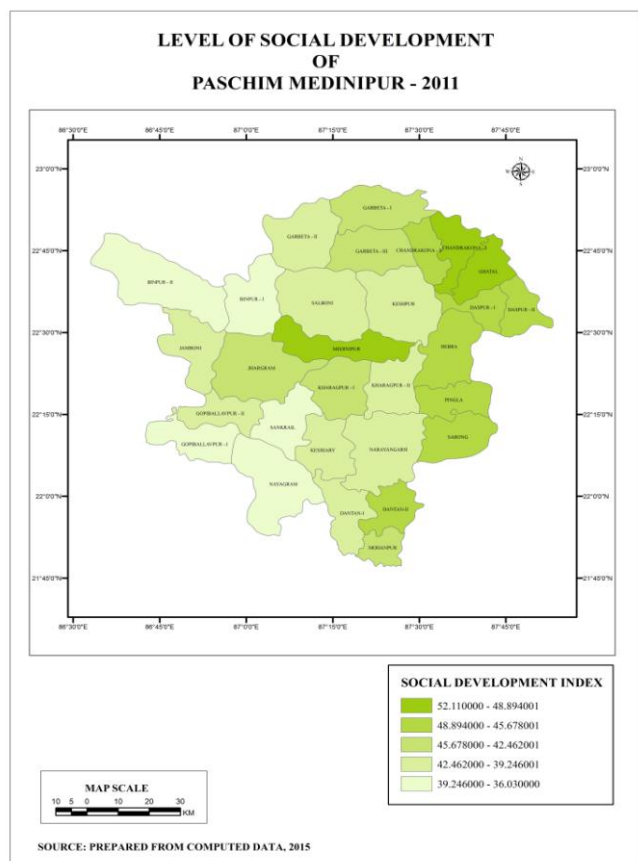 LEVEL OF SOCIAL DEVELOPMENT
OF
PASCHIM MEDINIPUR - 2011
86°30'0"E 86°45'0"E 87°0'0"E 87°15'0"E 87°30'0"E 87°45'0"E
23°0'0"N 23°0'0"N
N
W E
S
GARBETA - I
GARBETA - II
GARBETA - III
22°45'0"N 22°45'0"N
GHATAL
BINPUR - II
BINPUR - I
SALBONI
KESHPUR
DASPUR - I
DASPUR - II
22°30'0"N 22°30'0"N
JAMBONI
MEDINIPUR
DEBRA
JHARGRAM
KHARAGPUR - I
KHARAGPUR - II
PINGLA
GOPIBALLAVPUR - II
22°15'0"N 22°15'0"N
SANKRAIL
SABONG
GOPIBALLAVPUR - I
KESHIARY
NAYAGRAM
22°0'0"N 22°0'0"N
DANTAN-I
DANTAN-II
MOHANPUR
21°45'0"N 21°45'0"N
86°30'0"E 86°45'0"E 87°0'0"E 87°15'0"E 87°30'0"E 87°45'0"E
SOCIAL DEVELOPMENT INDEX
52.110000 - 48.894001
48.894000 - 45.678001
45.678000 - 42.462001
42.462000 - 39.246001
39.246000 - 36.030000
MAP SCALE
10 5 0 10 20 30
KM
SOURCE: PREPARED FROM COMPUTED DATA, 2015